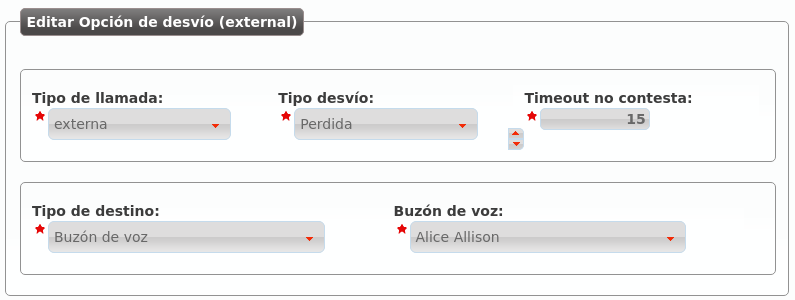 Editar Opción de desvío (external)
Tipo de llamada: Tipo desvío: Timeout no contesta:
externa Perdida 15
Tipo de destino: Buzón de voz:
Buzón de voz Alice Allison